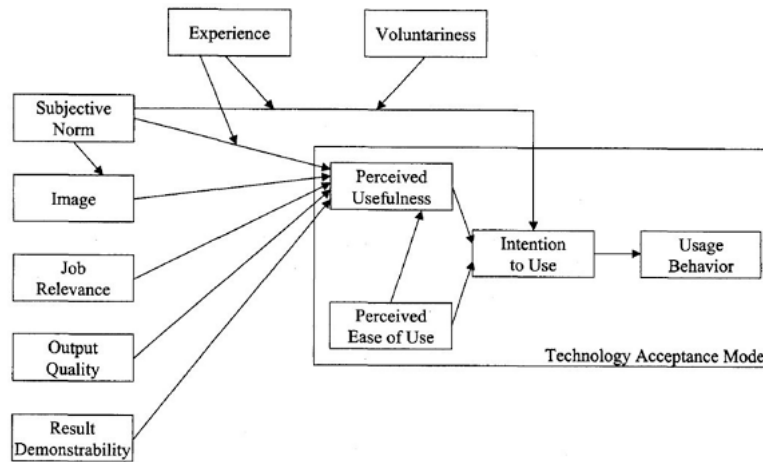 Experience
Voluntariness
Subjective
Norm
Image
Perceived
Usefulness
Job
Relevance
Intention
to Use
Usage
Behavior
Output
Quality
Perceived
Ease of Use
Technology Acceptance Mode
Result
Demonstrability